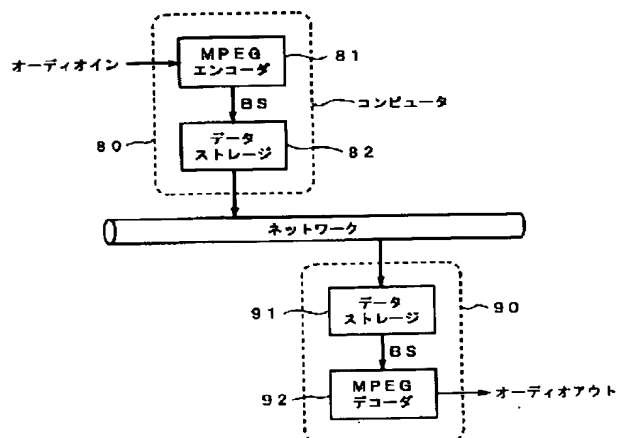 オーディオイン
MPEG
エンコーダ
81
コンピュータ
BS
80
データ
ストレージ
82
ネットワーク
91
データ
ストレージ
90
BS
92
MPEG
デコーダ
オーディオアウト